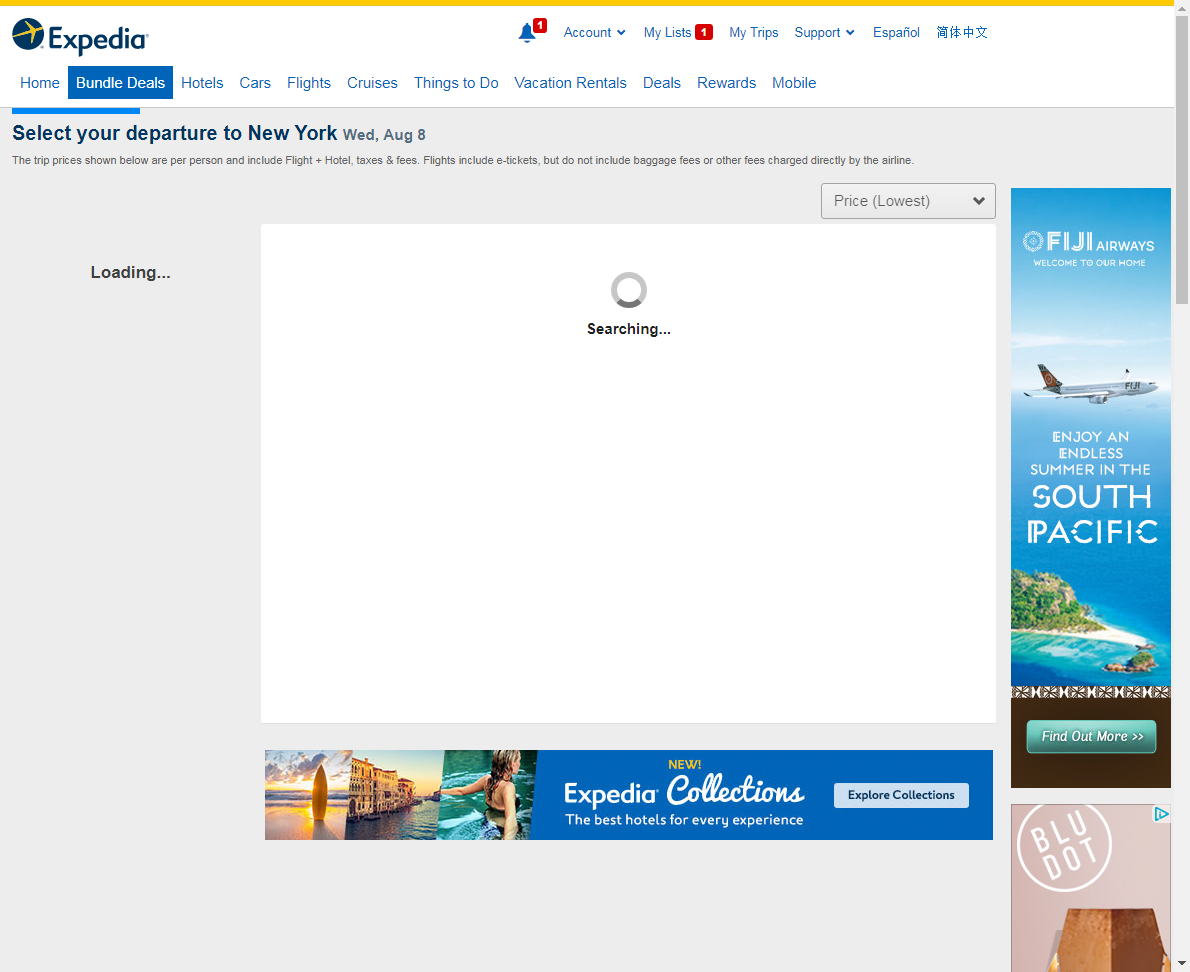 Expedia
1
Account
My Lists 1
My Trips
Support
Español
简体中文
Home
Bundle Deals
Hotels
Cars
Flights
Cruises
Things to Do
Vacation Rentals
Deals
Rewards
Mobile
Select your departure to New York Wed, Aug 8
The trip prices shown below are per person and include Flight + Hotel, taxes & fees. Flights include e-tickets, but do not include baggage fees or other fees charged directly by the airline.
Price (Lowest)
Loading...
Searching...
FIJI AIRWAYS
WELCOME TO OUR HOME
FIJI
ENJOY AN
ENDLESS
SUMMER IN THE
SOUTH
PACIFIC
Find Out More >>
NEW!
Expedia Collections
The best hotels for every experience
Explore Collections
BLU
DOT